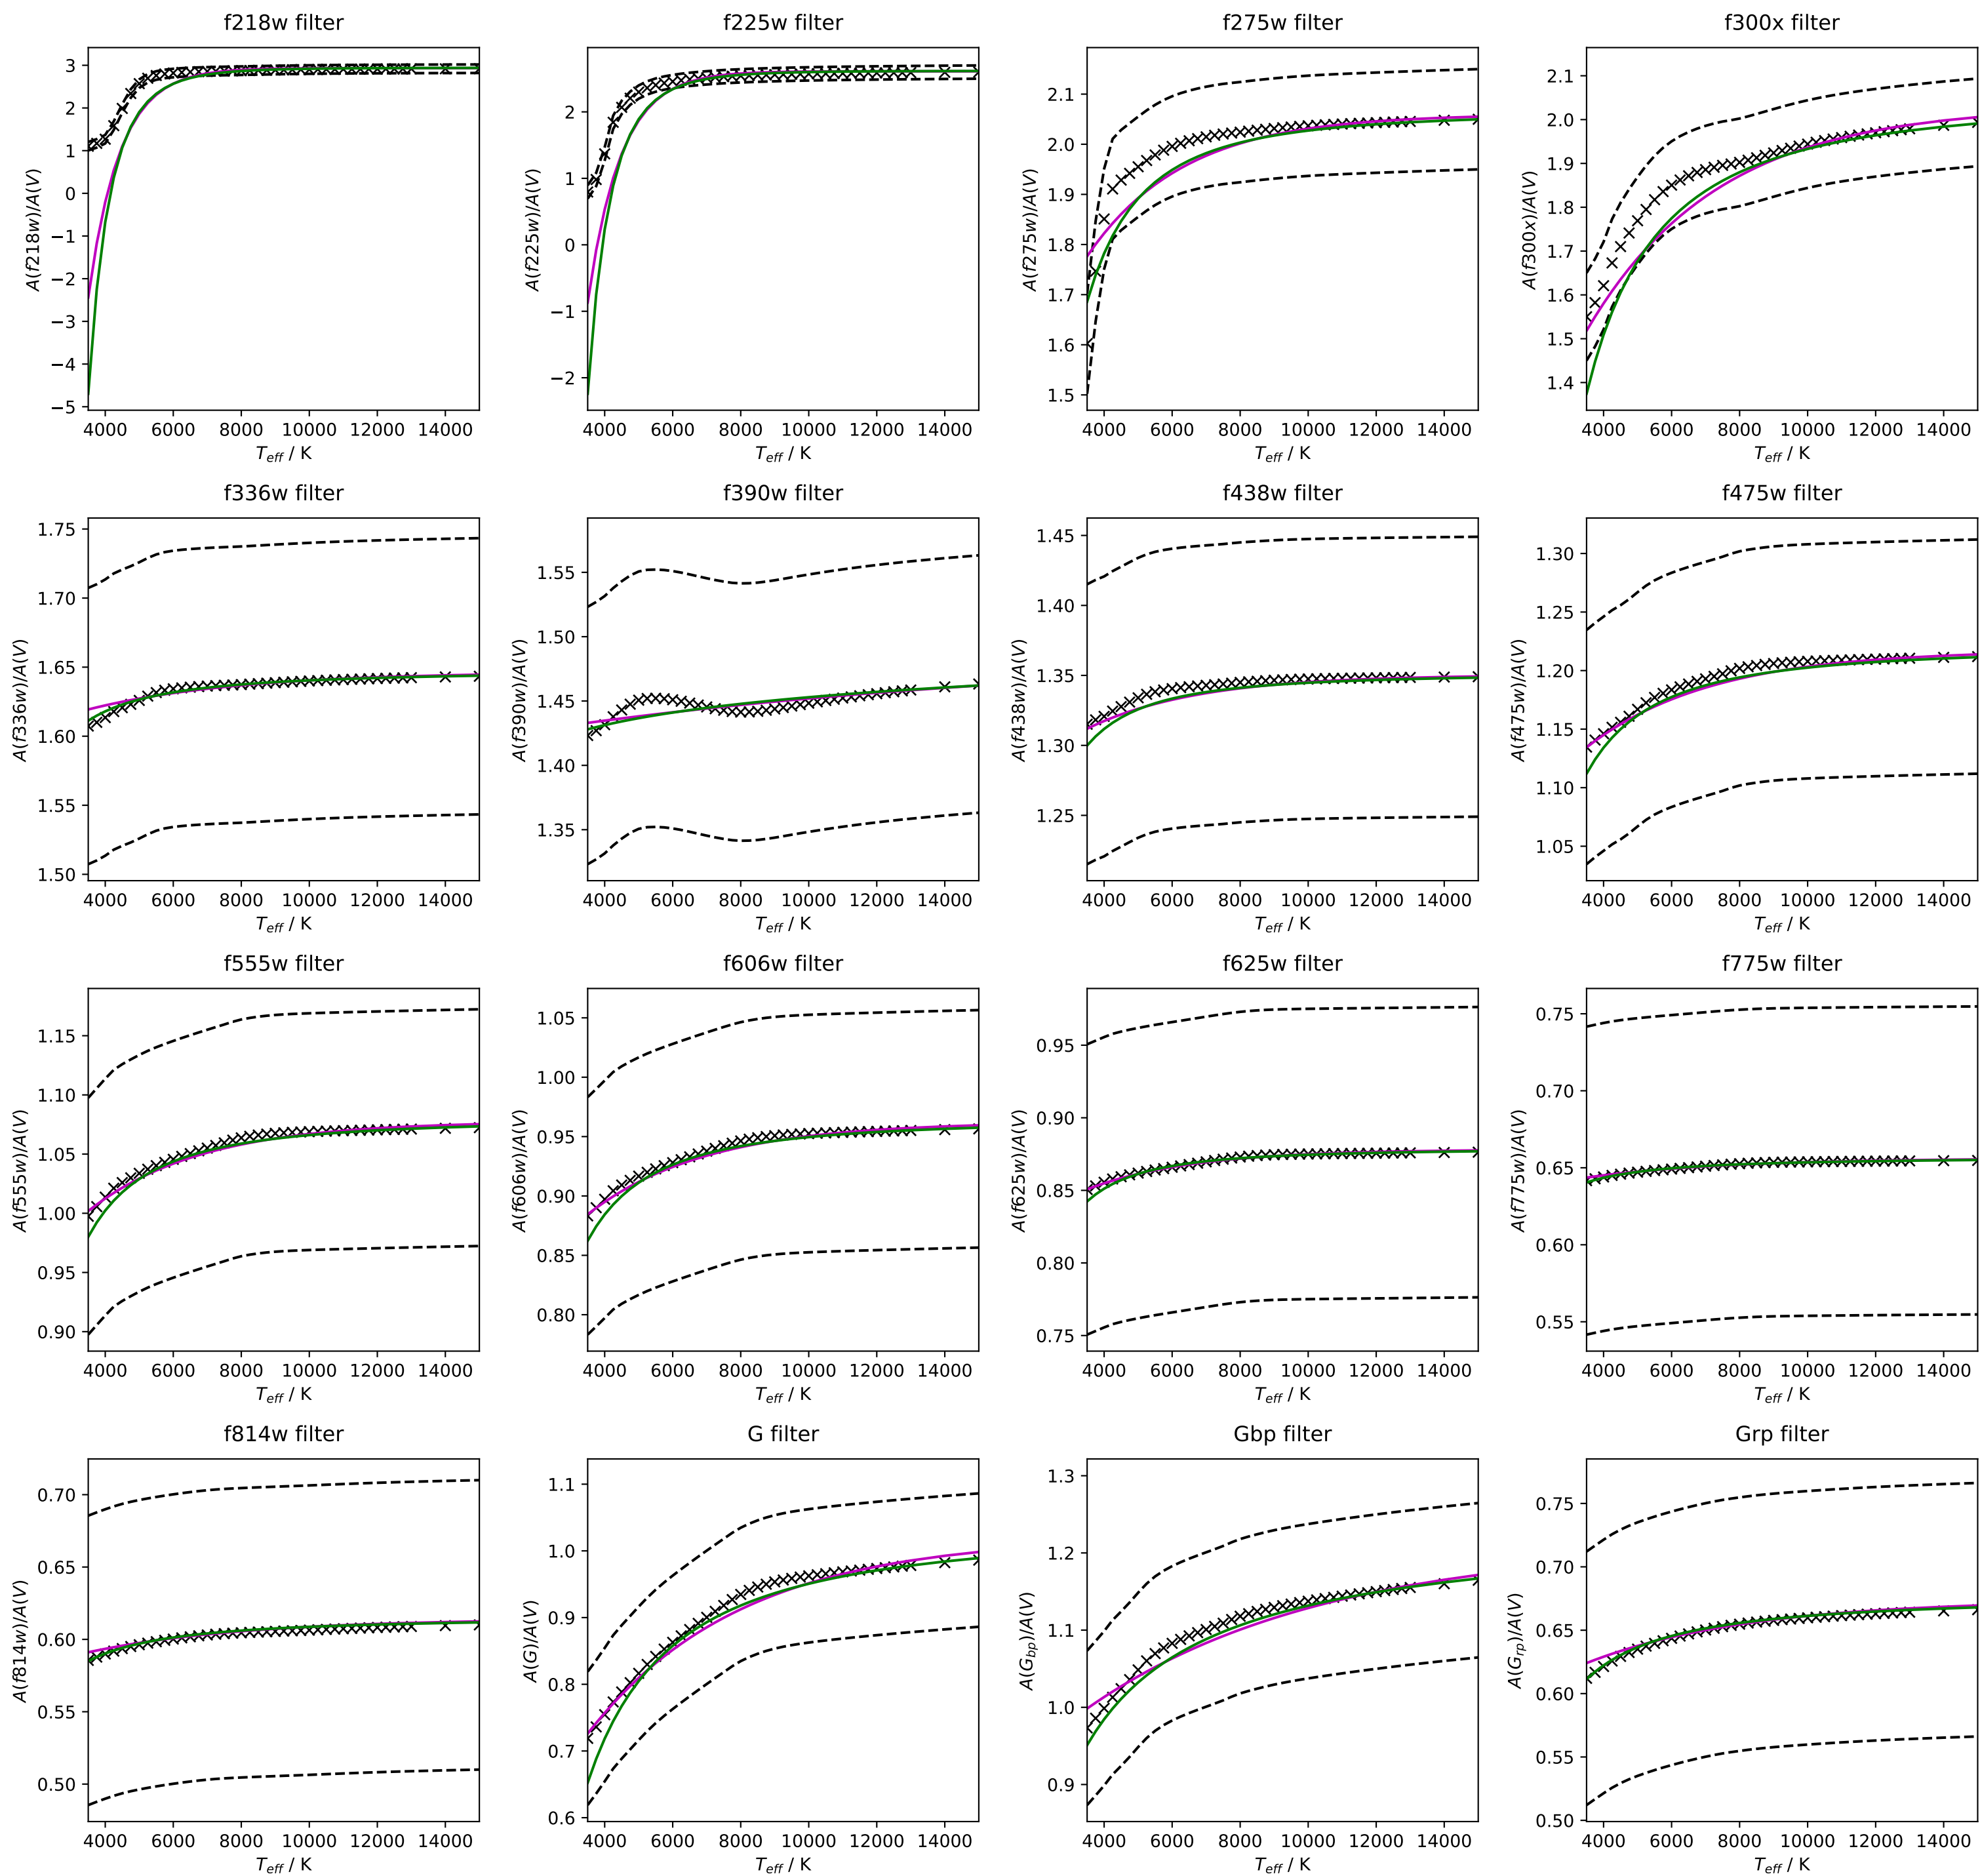 f218w filter
f225w filter
f275w filter
f300x filter
A(f218w)/A(V)
3
2
1
0
−1
−2
−3
−4
−5
4000 6000 8000 10000 12000 14000
T_eff / K
A(f225w)/A(V)
2
1
0
−1
−2
4000 6000 8000 10000 12000 14000
T_eff / K
A(f275w)/A(V)
2.1
2.0
1.9
1.8
1.7
1.6
1.5
4000 6000 8000 10000 12000 14000
T_eff / K
A(f300x)/A(V)
2.1
2.0
1.9
1.8
1.7
1.6
1.5
1.4
4000 6000 8000 10000 12000 14000
T_eff / K
f336w filter
f390w filter
f438w filter
f475w filter
A(f336w)/A(V)
1.75
1.70
1.65
1.60
1.55
1.50
4000 6000 8000 10000 12000 14000
T_eff / K
A(f390w)/A(V)
1.55
1.50
1.45
1.40
1.35
4000 6000 8000 10000 12000 14000
T_eff / K
A(f438w)/A(V)
1.45
1.40
1.35
1.30
1.25
4000 6000 8000 10000 12000 14000
T_eff / K
A(f475w)/A(V)
1.30
1.25
1.20
1.15
1.10
1.05
4000 6000 8000 10000 12000 14000
T_eff / K
f555w filter
f606w filter
f625w filter
f775w filter
A(f555w)/A(V)
1.15
1.10
1.05
1.00
0.95
0.90
4000 6000 8000 10000 12000 14000
T_eff / K
A(f606w)/A(V)
1.05
1.00
0.95
0.90
0.85
0.80
4000 6000 8000 10000 12000 14000
T_eff / K
A(f625w)/A(V)
0.95
0.90
0.85
0.80
0.75
4000 6000 8000 10000 12000 14000
T_eff / K
A(f775w)/A(V)
0.75
0.70
0.65
0.60
0.55
4000 6000 8000 10000 12000 14000
T_eff / K
f814w filter
G filter
Gbp filter
Grp filter
A(f814w)/A(V)
0.70
0.65
0.60
0.55
0.50
4000 6000 8000 10000 12000 14000
T_eff / K
A(G)/A(V)
1.1
1.0
0.9
0.8
0.7
0.6
4000 6000 8000 10000 12000 14000
T_eff / K
A(G_bp)/A(V)
1.3
1.2
1.1
1.0
0.9
4000 6000 8000 10000 12000 14000
T_eff / K
A(G_rp)/A(V)
0.75
0.70
0.65
0.60
0.55
0.50
4000 6000 8000 10000 12000 14000
T_eff / K